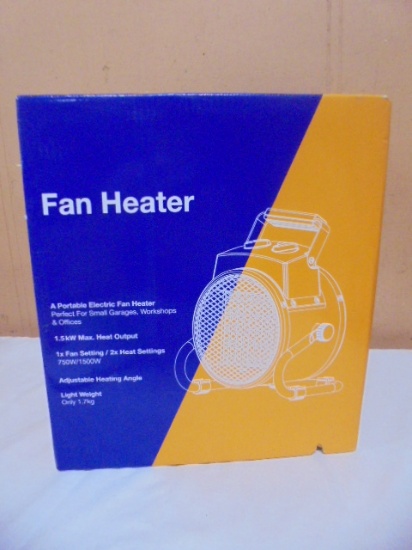 Fan Heater
A Portable Electric Fan Heater
Perfect For Small Garages, Workshops
& Offices
1.5kW Max. Heat Output
1x Fan Setting / 2x Heat Settings
750W/1500W
Adjustable Heating Angle
Light Weight
Only 1.7kg